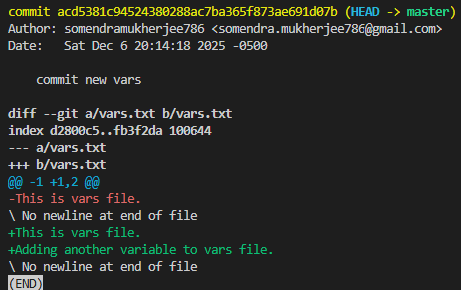 commit acd5381c94524380288ac7ba365f873ae691d07b (HEAD -> master)
Author: somendramukherjee786 <somendra.mukherjee786@gmail.com>
Date:   Sat Dec 6 20:14:18 2025 -0500

    commit new vars

diff --git a/vars.txt b/vars.txt
index d2800c5..fb3f2da 100644
--- a/vars.txt
+++ b/vars.txt
@@ -1 +1,2 @@
-This is vars file.
\ No newline at end of file
+This is vars file.
+Adding another variable to vars file.
\ No newline at end of file
(END)